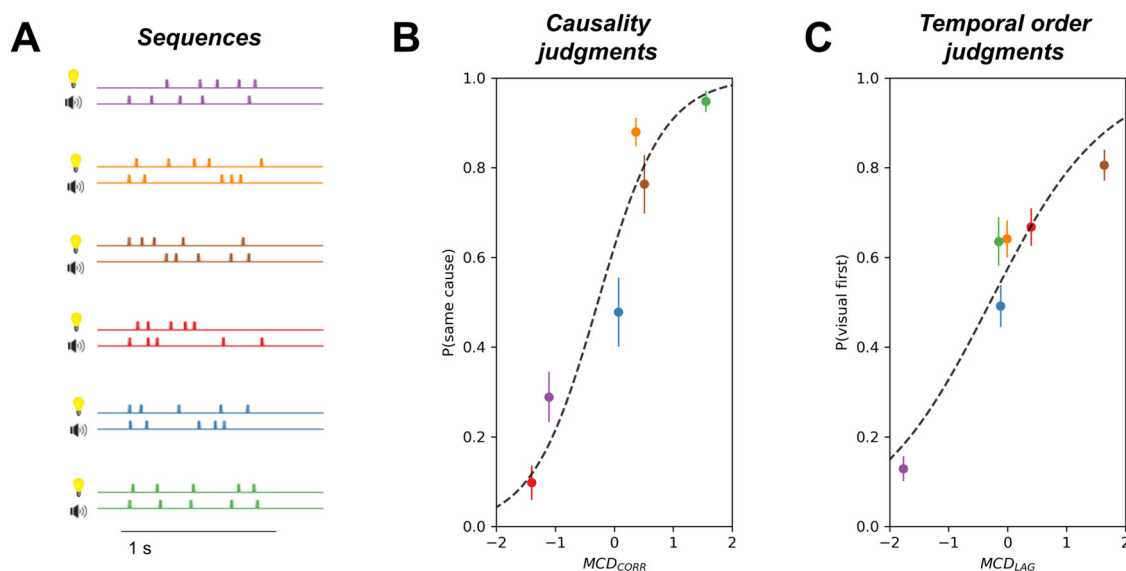 A
Sequences
1 s
B
Causality
judgments
P(same cause)
1.0
0.8
0.6
0.4
0.2
0.0
−2 −1 0 1 2
MCD_CORR
C
Temporal order
judgments
P(visual first)
1.0
0.8
0.6
0.4
0.2
0.0
−2 −1 0 1 2
MCD_LAG